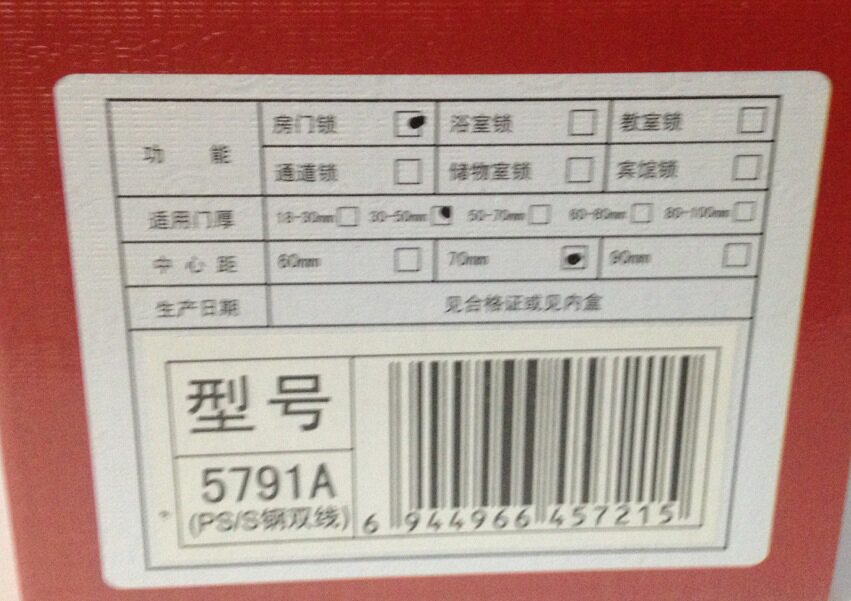 功 能 房门锁 浴室锁 教室锁
通道锁 储物室锁 宾馆锁
适用门厚 18-30mm 30-50mm 50-70mm 60-80mm 80-100mm
中心距 60mm 70mm 90mm
生产日期 见合格证或见内盒
型号
5791A
(PS/S钢双线)
6 944966 457215